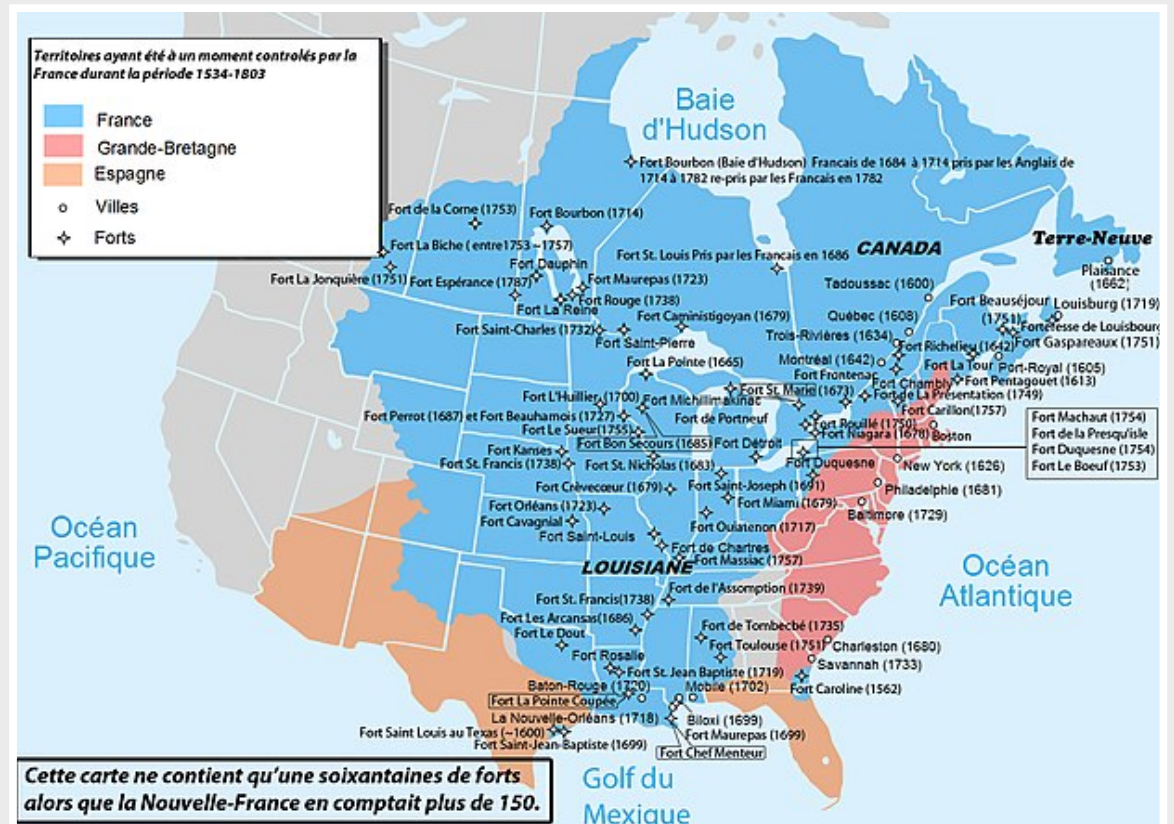 Territoires ayant été à un moment controlés par la
France durant la période 1534-1803
France
Grande-Bretagne
Espagne
Villes
Forts
Baie
d'Hudson
Fort Bourbon (Baie d'Hudson) Francais de 1684 à 1714 pris par les Anglais de
1714 à 1782 re-pris par les Francais en 1782
Fort de la Corne (1753)
Fort Bourbon (1714)
Fort La Biche ( entre1753 ~1757)
Fort Dauphin
Fort La Jonquière (1751)
Fort Espérance (1787)
Fort Maurepas (1723)
Fort Rouge (1738)
Fort La Reine
Fort St. Louis Pris par les Francais en 1686
CANADA
Terre-Neuve
Plaisance
(1662)
Tadoussac (1600)
Fort Beauséjour
(1751)
Louisburg (1719)
Québec (1608)
Forteresse de Louisbourg
Fort Caministigoyan (1679)
Fort Saint-Charles (1732)
Fort Saint-Pierre
Trois-Rivières (1634)
Fort Richelieu (1642)
Fort Gaspareaux (1751)
Montréal (1642)
Fort La Tour
Port-Royal (1605)
Fort La Pointe (1665)
Fort Frontenac
Fort Chambly
Fort Pentagouet (1613)
Fort St. Marie (1673)
Fort de La Présentation (1749)
Fort L'Huillier (1700)
Fort Michillimakinac
Fort Carillon(1757)
Fort Perrot (1687) et Fort Beauharnois (1727)
Fort de Portneuf
Fort Rouillé (1750)
Fort Le Sueur(1755)
Fort Niagara (1678)
Boston
Fort Bon Secours (1685)
Fort Détroit
Fort Machaut (1754)
Fort de la Presqu'isle
Fort Duquesne (1754)
Fort Le Boeuf (1753)
Fort Kanses
Fort St. Francis (1738)
Fort St. Nicholas (1683)
Fort Duquesne
New York (1626)
Fort Crèvecœur (1679)
Fort Saint-Joseph (1691)
Philadelphie (1681)
Fort Miami (1679)
Baltimore (1729)
Fort Orléans (1723)
Fort Cavagnial
Fort Ouiatenon (1717)
Fort Saint-Louis
Fort de Chartres
Fort Massiac (1757)
LOUISIANE
Océan
Pacifique
Océan
Atlantique
Fort de l'Assomption (1739)
Fort St. Francis(1738)
Fort Les Arcansas(1686)
Fort de Tombecbé (1735)
Fort Le Dout
Fort Toulouse (1751)
Charleston (1680)
Fort Rosalie
Savannah (1733)
Fort St. Jean Baptiste (1719)
Fort Caroline (1562)
Baton-Rouge (1720)
Mobile (1702)
Fort La Pointe Coupée
La Nouvelle-Orléans (1718)
Biloxi (1699)
Fort Saint Louis au Texas (~1600)
Fort Maurepas (1699)
Fort Saint-Jean-Baptiste (1699)
Fort Chef Menteur
Golf du
Mexique
Cette carte ne contient qu'une soixantaines de forts
alors que la Nouvelle-France en comptait plus de 150.